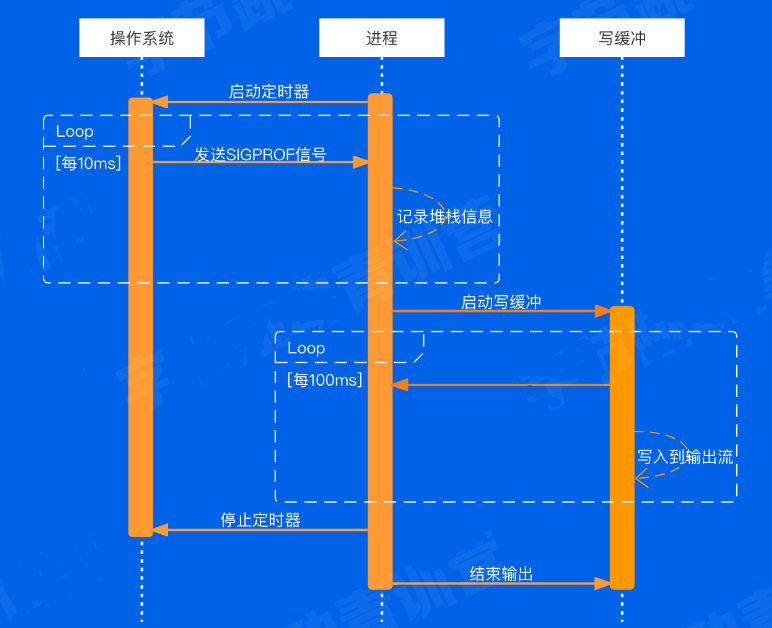 操作系统
进程
写缓冲
启动定时器
Loop
[每10ms]
发送SIGPROF信号
记录堆栈信息
启动写缓冲
Loop
[每100ms]
写入到输出流
停止定时器
结束输出